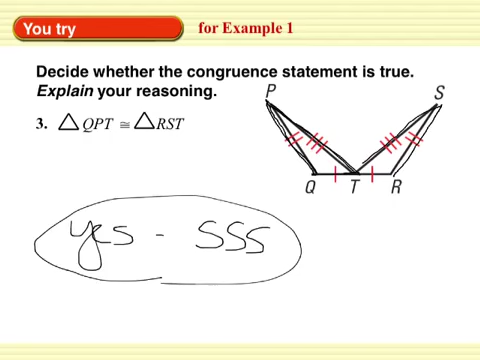 You try
for Example 1
Decide whether the congruence statement is true.
Explain your reasoning.
3. △QPT ≅ △RST
P
S
Q T R
yes - SSS